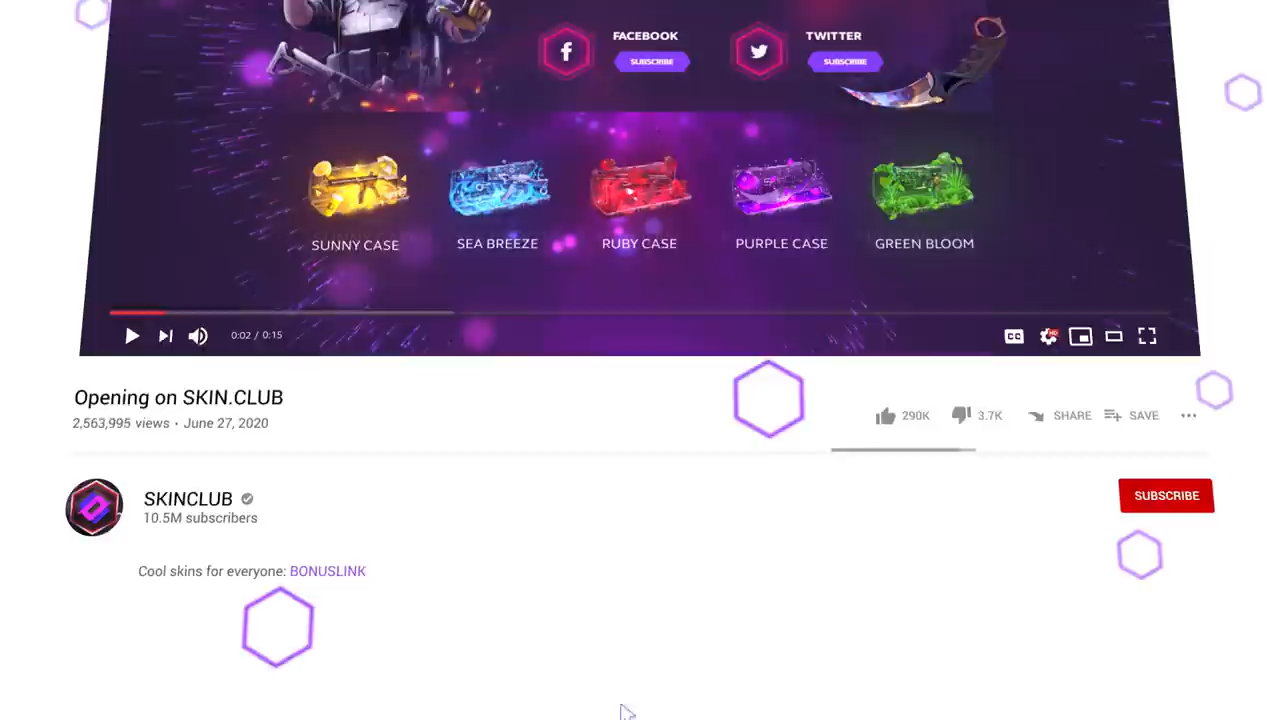 FACEBOOK
SUBSCRIBE
TWITTER
SUBSCRIBE
SUNNY CASE
SEA BREEZE
RUBY CASE
PURPLE CASE
GREEN BLOOM
0:02 / 0:15
CC
HD
Opening on SKIN.CLUB
2,563,995 views • June 27, 2020
290K
3.7K
SHARE
SAVE
SKINCLUB
10.5M subscribers
SUBSCRIBE
Cool skins for everyone: BONUSLINK